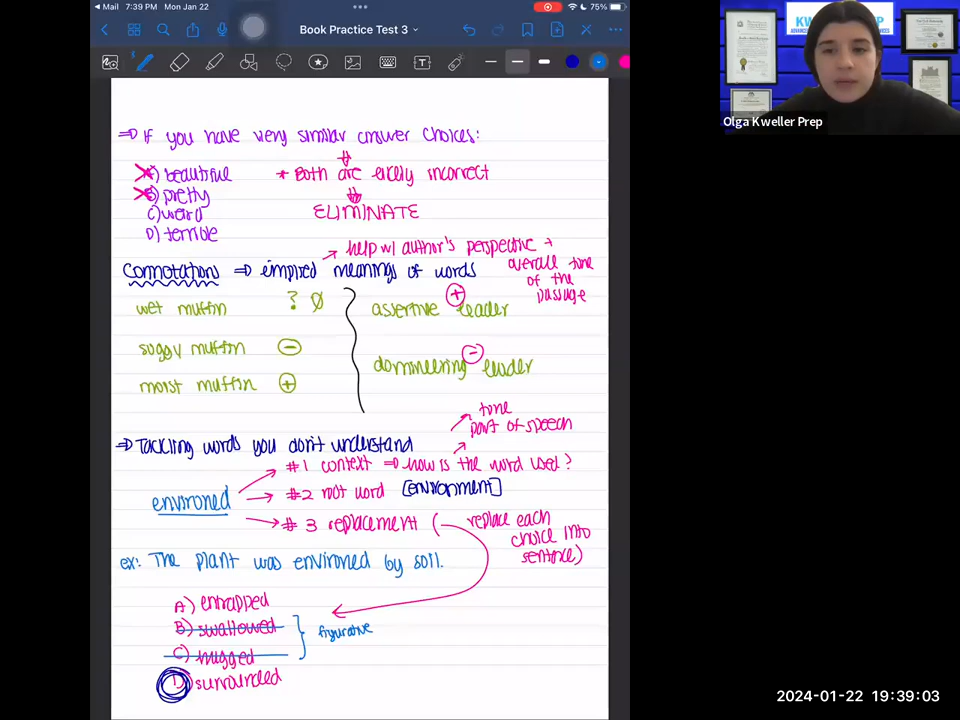 7:39 PM Mon Jan 22
75%
Book Practice Test 3
⇒ If you have very similar answer choices:
A) beautiful
* Both are likely incorrect
B) pretty
C) weird
ELIMINATE
D) terrible
→ help w/ author's perspective +
overall tone
of the
passage
Connotations ⇒ implied meanings of words
wet muffin ? Ø
assertive leader +
soggy muffin −
domineering leader −
moist muffin +
tone
part of speech
⇒ Tackling words you don't understand
#1 context ⇒ how is the word used?
environed
#2 root word [environment]
#3 replacement (replace each
choice into
sentence)
ex: The plant was environed by soil.
A) entrapped
B) swallowed
figurative
C) hugged
D) surrounded
Olga Kweller Prep
2024-01-22 19:39:03